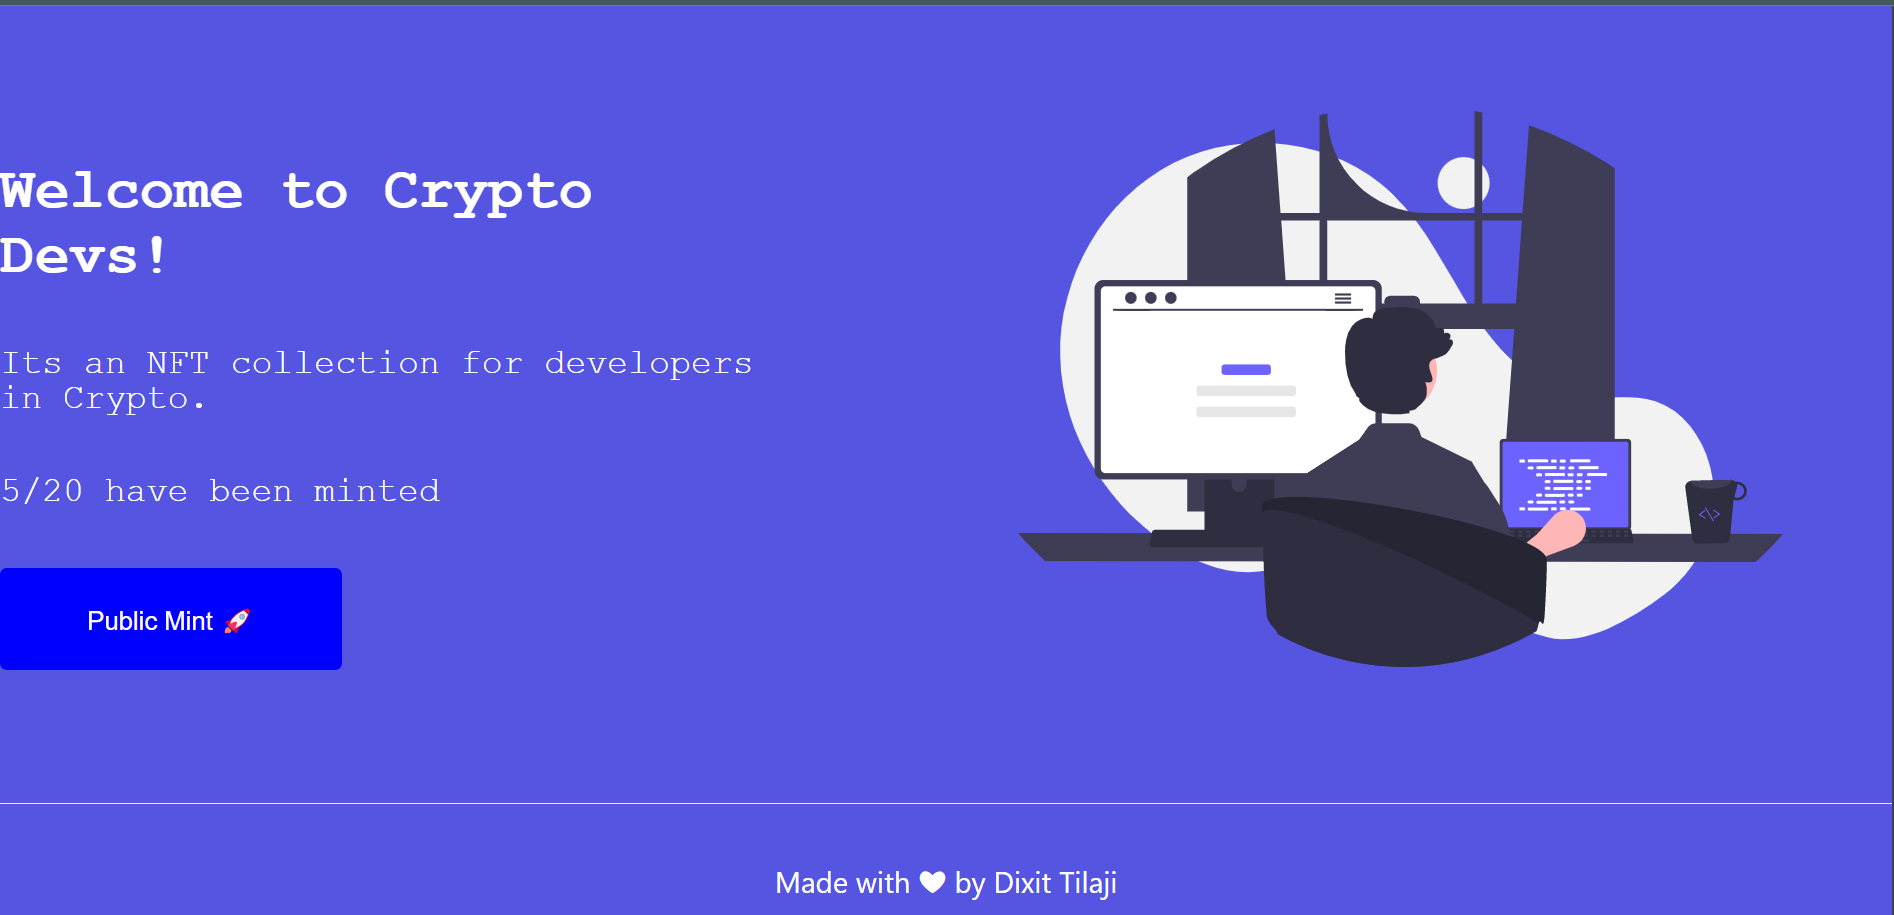 Welcome to Crypto
Devs!
Its an NFT collection for developers
in Crypto.
5/20 have been minted
Public Mint 🚀
</\>
Made with 🤍 by Dixit Tilaji